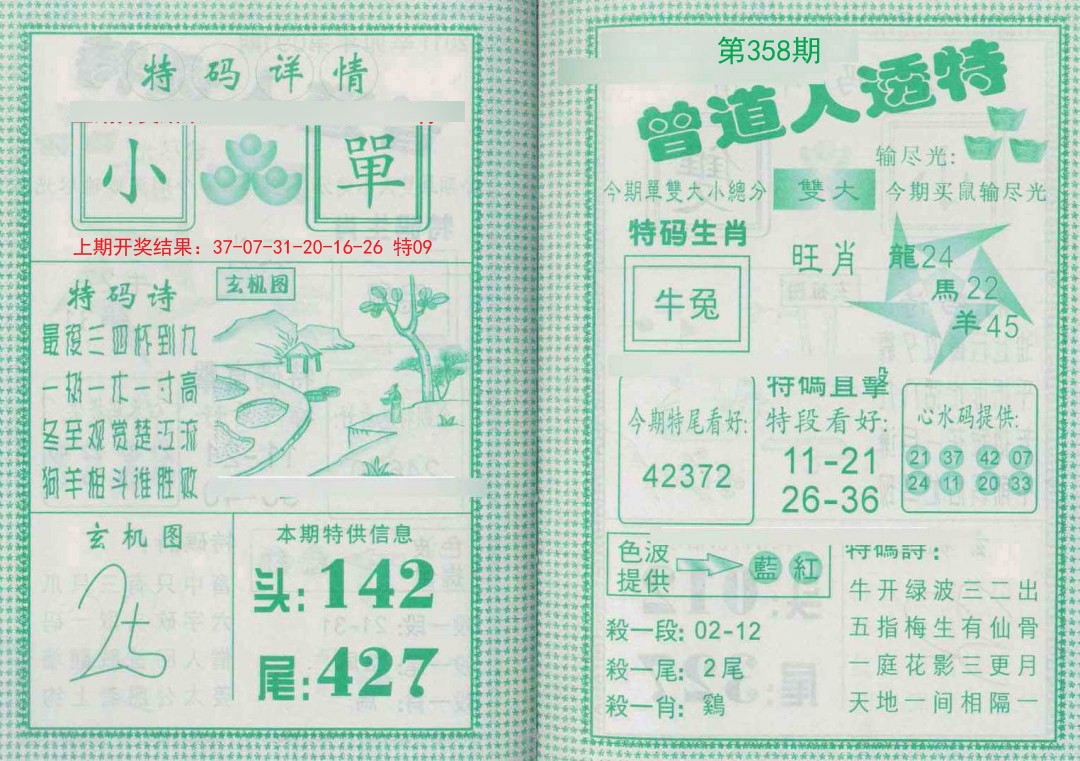 特码详情
小
單
上期开奖结果：37-07-31-20-16-26 特09
特码诗
最後三四杯到九
一极一木一寸高
冬至观赏楚江流
狗羊相斗谁胜败
玄机图
玄机图
本期特供信息
头:142
尾:427
第358期
曾道人透特
输尽光:
今期單雙大小總分
雙大
今期买鼠输尽光
特码生肖
牛兔
旺肖
龍24
馬22
羊45
今期特尾看好:
42372
特碼直擊
特段看好:
11-21
26-36
心水码提供:
21 37 42 07
24 11 20 33
色波
提供
藍 紅
殺一段: 02-12
殺一尾: 2尾
殺一肖: 鷄
特碼詩:
牛开绿波三二出
五指梅生有仙骨
一庭花影三更月
天地一间相隔一